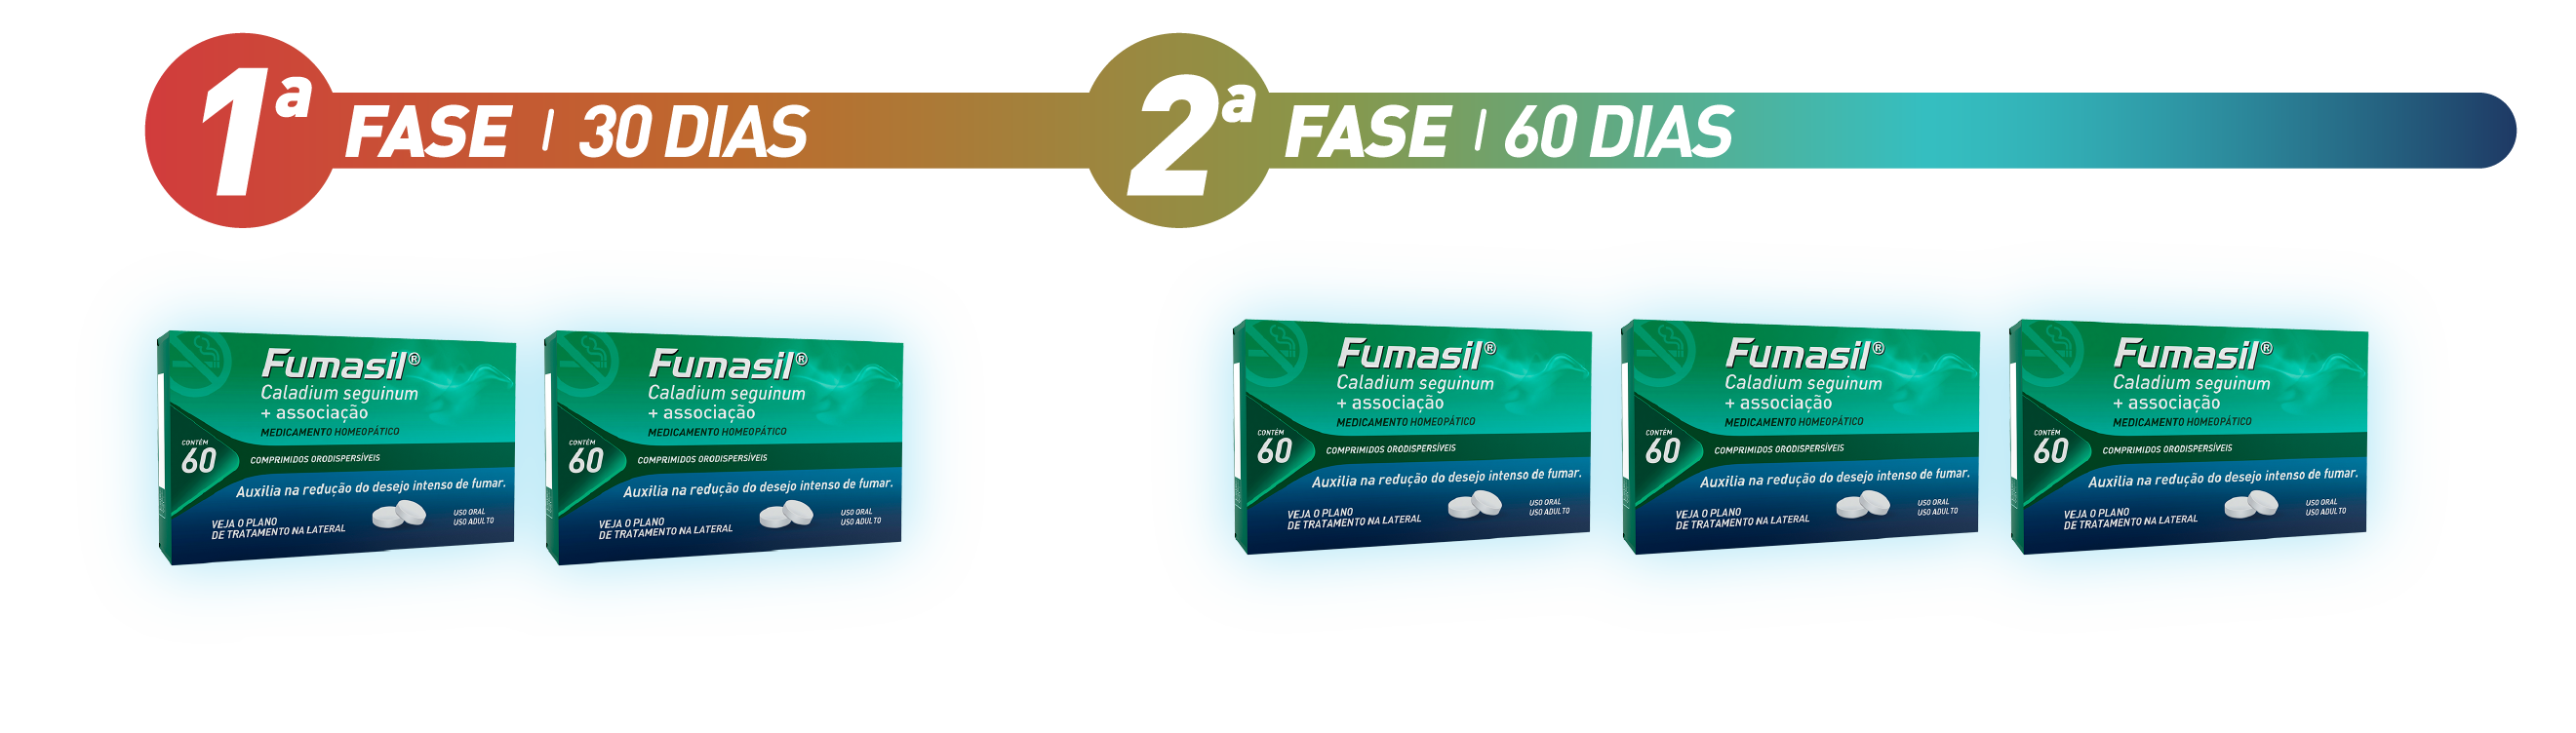 1ª FASE | 30 DIAS
2ª FASE | 60 DIAS
Fumasil®
Caladium seguinum
+ associação
MEDICAMENTO HOMEOPÁTICO
CONTÉM
60
COMPRIMIDOS ORODISPERSÍVEIS
Auxilia na redução do desejo intenso de fumar.
VEJA O PLANO
DE TRATAMENTO NA LATERAL
USO ORAL
USO ADULTO
Fumasil®
Caladium seguinum
+ associação
MEDICAMENTO HOMEOPÁTICO
CONTÉM
60
COMPRIMIDOS ORODISPERSÍVEIS
Auxilia na redução do desejo intenso de fumar.
VEJA O PLANO
DE TRATAMENTO NA LATERAL
USO ORAL
USO ADULTO
Fumasil®
Caladium seguinum
+ associação
MEDICAMENTO HOMEOPÁTICO
CONTÉM
60
COMPRIMIDOS ORODISPERSÍVEIS
Auxilia na redução do desejo intenso de fumar.
VEJA O PLANO
DE TRATAMENTO NA LATERAL
USO ORAL
USO ADULTO
Fumasil®
Caladium seguinum
+ associação
MEDICAMENTO HOMEOPÁTICO
CONTÉM
60
COMPRIMIDOS ORODISPERSÍVEIS
Auxilia na redução do desejo intenso de fumar.
VEJA O PLANO
DE TRATAMENTO NA LATERAL
USO ORAL
USO ADULTO
Fumasil®
Caladium seguinum
+ associação
MEDICAMENTO HOMEOPÁTICO
CONTÉM
60
COMPRIMIDOS ORODISPERSÍVEIS
Auxilia na redução do desejo intenso de fumar.
VEJA O PLANO
DE TRATAMENTO NA LATERAL
USO ORAL
USO ADULTO